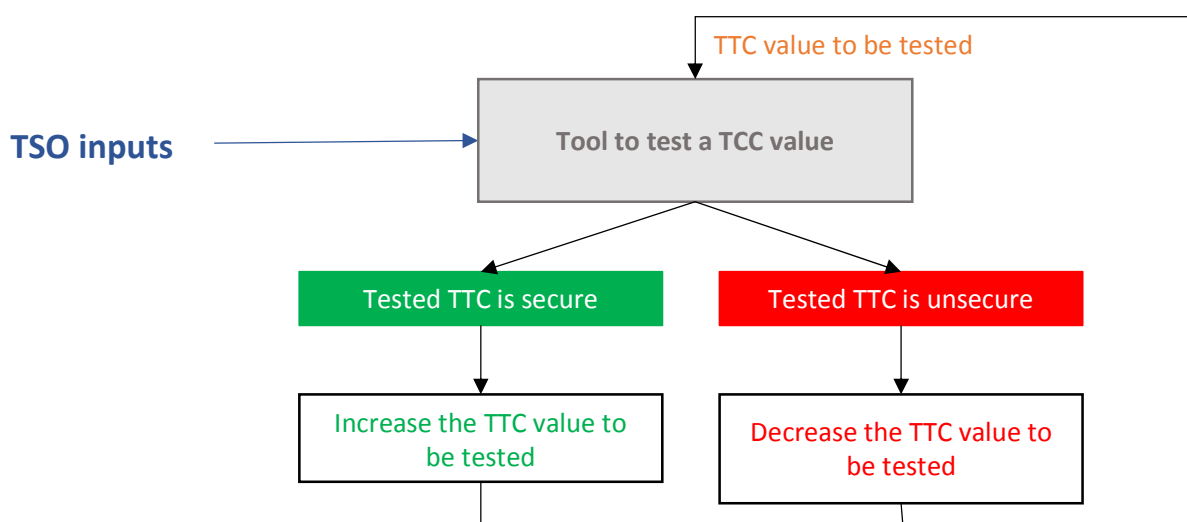 TTC value to be tested
TSO inputs
Tool to test a TCC value
Tested TTC is secure
Tested TTC is unsecure
Increase the TTC value to
be tested
Decrease the TTC value to
be tested